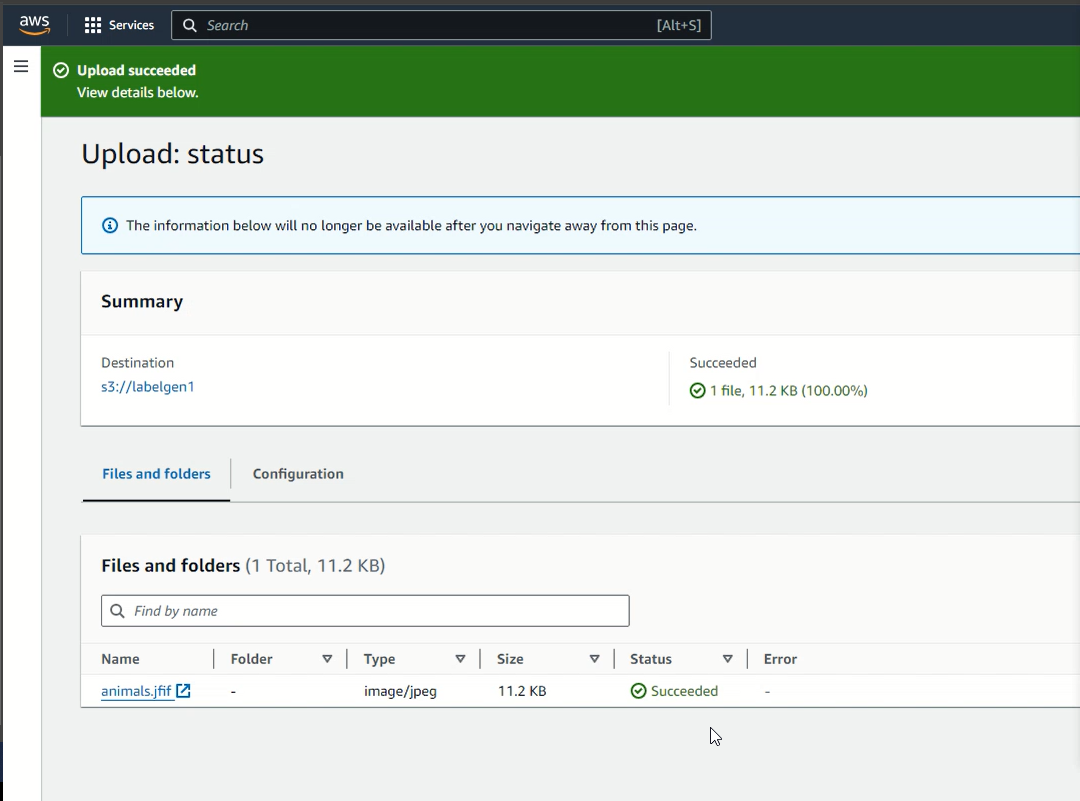 aws Services Search [Alt+S]
Upload succeeded
View details below.
Upload: status
The information below will no longer be available after you navigate away from this page.
Summary
Destination
s3://labelgen1
Succeeded
1 file, 11.2 KB (100.00%)
Files and folders Configuration
Files and folders (1 Total, 11.2 KB)
Find by name
Name Folder Type Size Status Error
animals.jfif - image/jpeg 11.2 KB Succeeded -